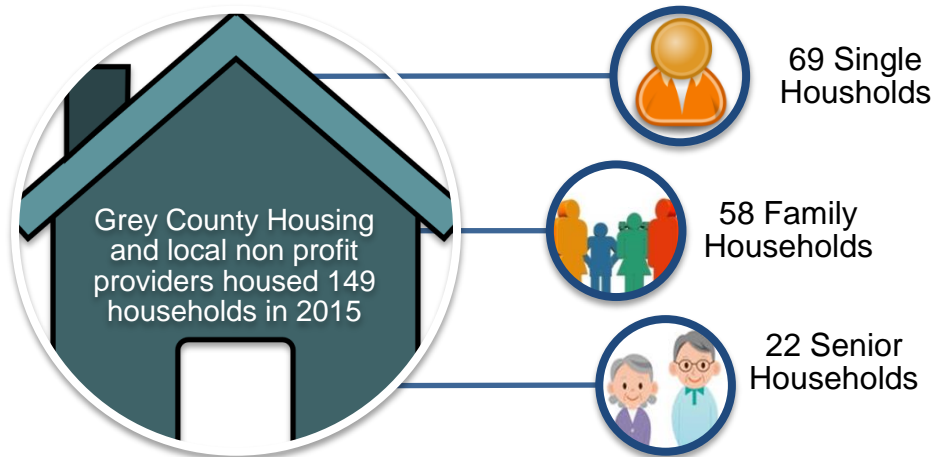 69 Single
Housholds
Grey County Housing
and local non profit
providers housed 149
households in 2015
58 Family
Households
22 Senior
Households